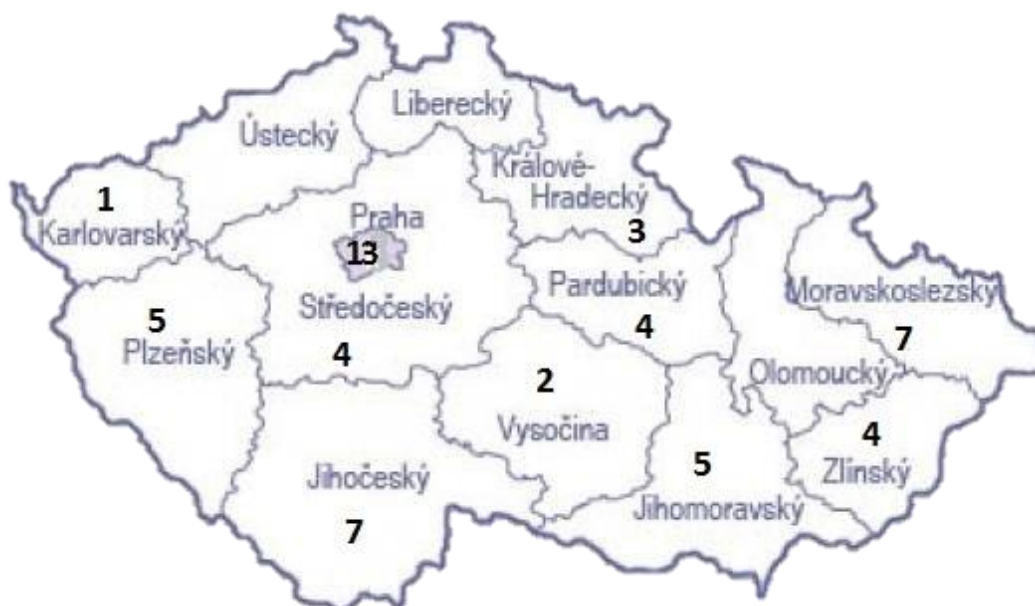 Liberecký
Ústecký
Králové-
Hradecký
3
1
Karlovarský
Praha
13
Středočeský
4
Pardubický
4
Moravskoslezský
7
5
Plzeňský
Olomoucký
2
Vysočina
4
Zlínský
5
Jihomoravský
Jihočeský
7